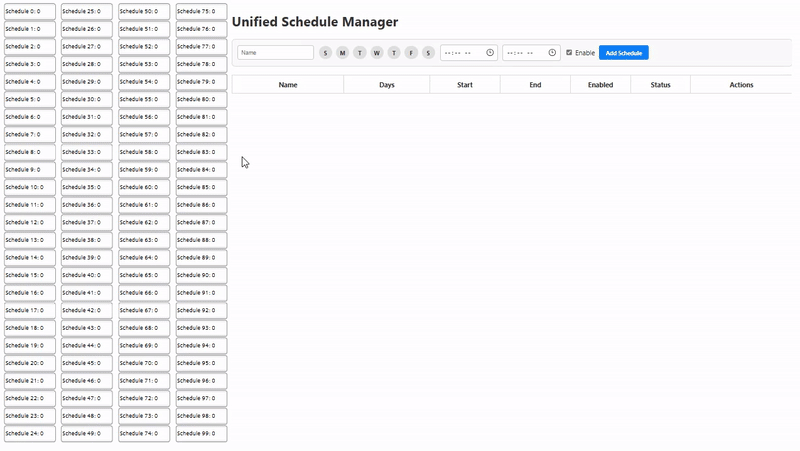 Schedule 0: 0
Schedule 1: 0
Schedule 2: 0
Schedule 3: 0
Schedule 4: 0
Schedule 5: 0
Schedule 6: 0
Schedule 7: 0
Schedule 8: 0
Schedule 9: 0
Schedule 10: 0
Schedule 11: 0
Schedule 12: 0
Schedule 13: 0
Schedule 14: 0
Schedule 15: 0
Schedule 16: 0
Schedule 17: 0
Schedule 18: 0
Schedule 19: 0
Schedule 20: 0
Schedule 21: 0
Schedule 22: 0
Schedule 23: 0
Schedule 24: 0
Schedule 25: 0
Schedule 26: 0
Schedule 27: 0
Schedule 28: 0
Schedule 29: 0
Schedule 30: 0
Schedule 31: 0
Schedule 32: 0
Schedule 33: 0
Schedule 34: 0
Schedule 35: 0
Schedule 36: 0
Schedule 37: 0
Schedule 38: 0
Schedule 39: 0
Schedule 40: 0
Schedule 41: 0
Schedule 42: 0
Schedule 43: 0
Schedule 44: 0
Schedule 45: 0
Schedule 46: 0
Schedule 47: 0
Schedule 48: 0
Schedule 49: 0
Schedule 50: 0
Schedule 51: 0
Schedule 52: 0
Schedule 53: 0
Schedule 54: 0
Schedule 55: 0
Schedule 56: 0
Schedule 57: 0
Schedule 58: 0
Schedule 59: 0
Schedule 60: 0
Schedule 61: 0
Schedule 62: 0
Schedule 63: 0
Schedule 64: 0
Schedule 65: 0
Schedule 66: 0
Schedule 67: 0
Schedule 68: 0
Schedule 69: 0
Schedule 70: 0
Schedule 71: 0
Schedule 72: 0
Schedule 73: 0
Schedule 74: 0
Schedule 75: 0
Schedule 76: 0
Schedule 77: 0
Schedule 78: 0
Schedule 79: 0
Schedule 80: 0
Schedule 81: 0
Schedule 82: 0
Schedule 83: 0
Schedule 84: 0
Schedule 85: 0
Schedule 86: 0
Schedule 87: 0
Schedule 88: 0
Schedule 89: 0
Schedule 90: 0
Schedule 91: 0
Schedule 92: 0
Schedule 93: 0
Schedule 94: 0
Schedule 95: 0
Schedule 96: 0
Schedule 97: 0
Schedule 98: 0
Schedule 99: 0
Unified Schedule Manager
Name S M T W T F S --:-- -- --:-- -- Enable Add Schedule
Name Days Start End Enabled Status Actions